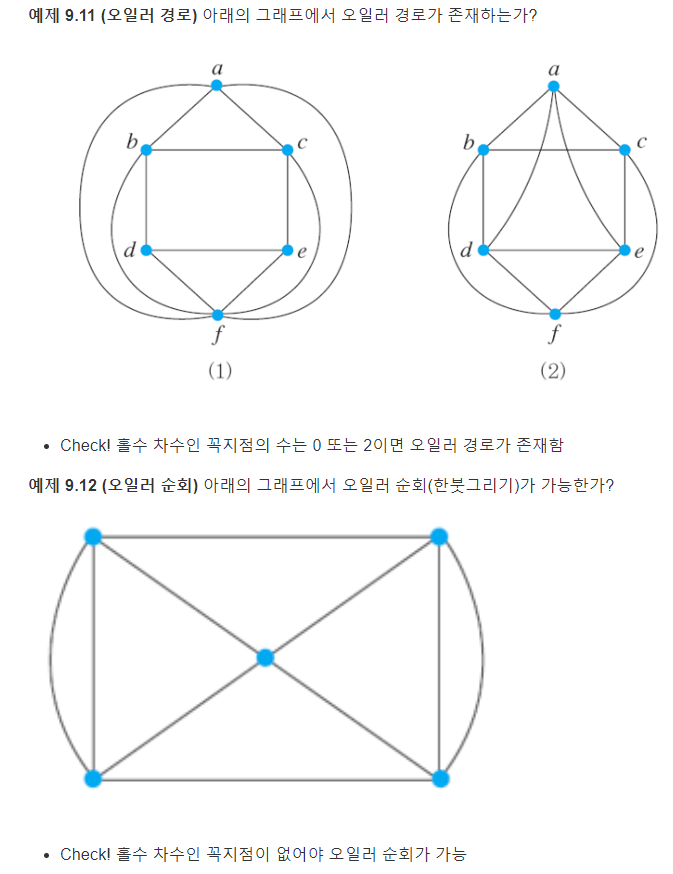 예제 9.11 (오일러 경로) 아래의 그래프에서 오일러 경로가 존재하는가?
a
a
b
c
b
c
d
e
d
e
f
f
(1)
(2)
Check! 홀수 차수인 꼭지점의 수는 0 또는 2이면 오일러 경로가 존재함
예제 9.12 (오일러 순회) 아래의 그래프에서 오일러 순회(한붓그리기)가 가능한가?
Check! 홀수 차수인 꼭지점이 없어야 오일러 순회가 가능